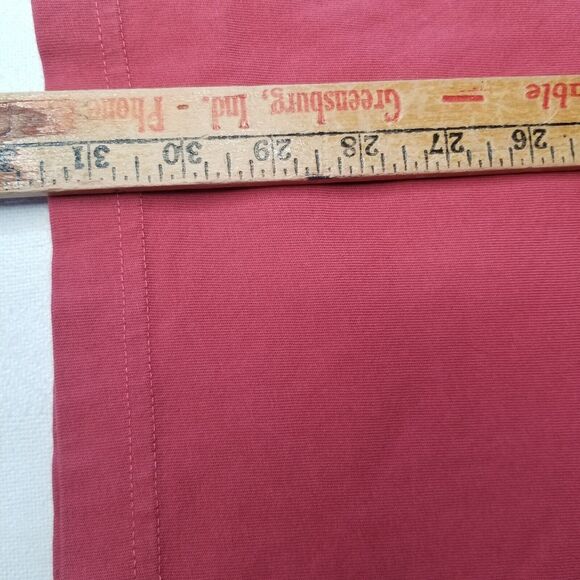 able — Greensburg, Ind. - Phone
26 27 28 29 30 31